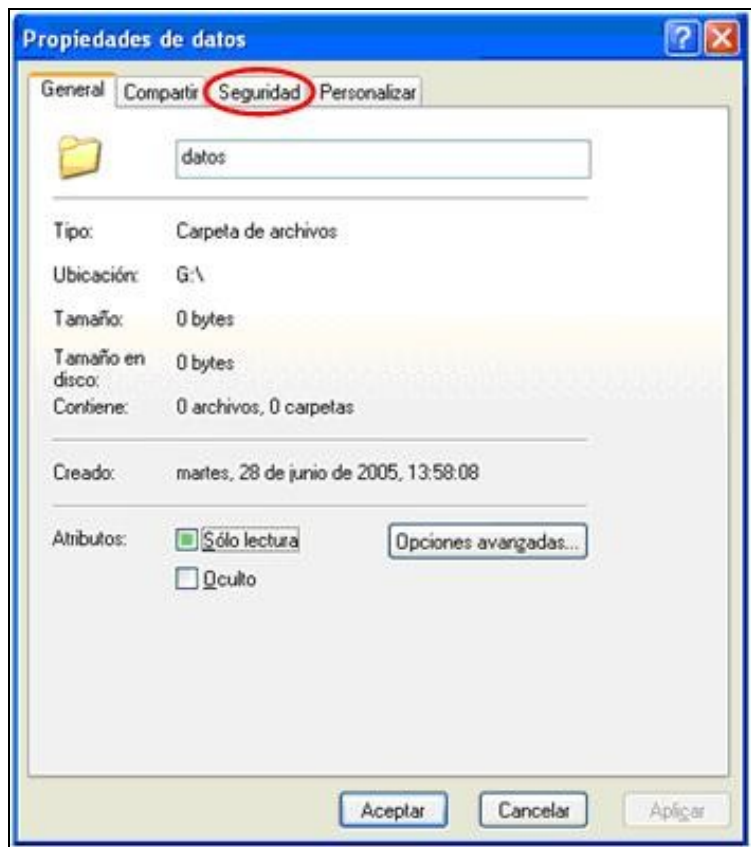 Propiedades de datos
General Compartir Seguridad Personalizar
datos
Tipo: Carpeta de archivos
Ubicación: G:\
Tamaño: 0 bytes
Tamaño en disco: 0 bytes
Contiene: 0 archivos, 0 carpetas
Creado: martes, 28 de junio de 2005, 13:58:08
Atributos: Sólo lectura Opciones avanzadas...
Oculto
Aceptar Cancelar Aplicar